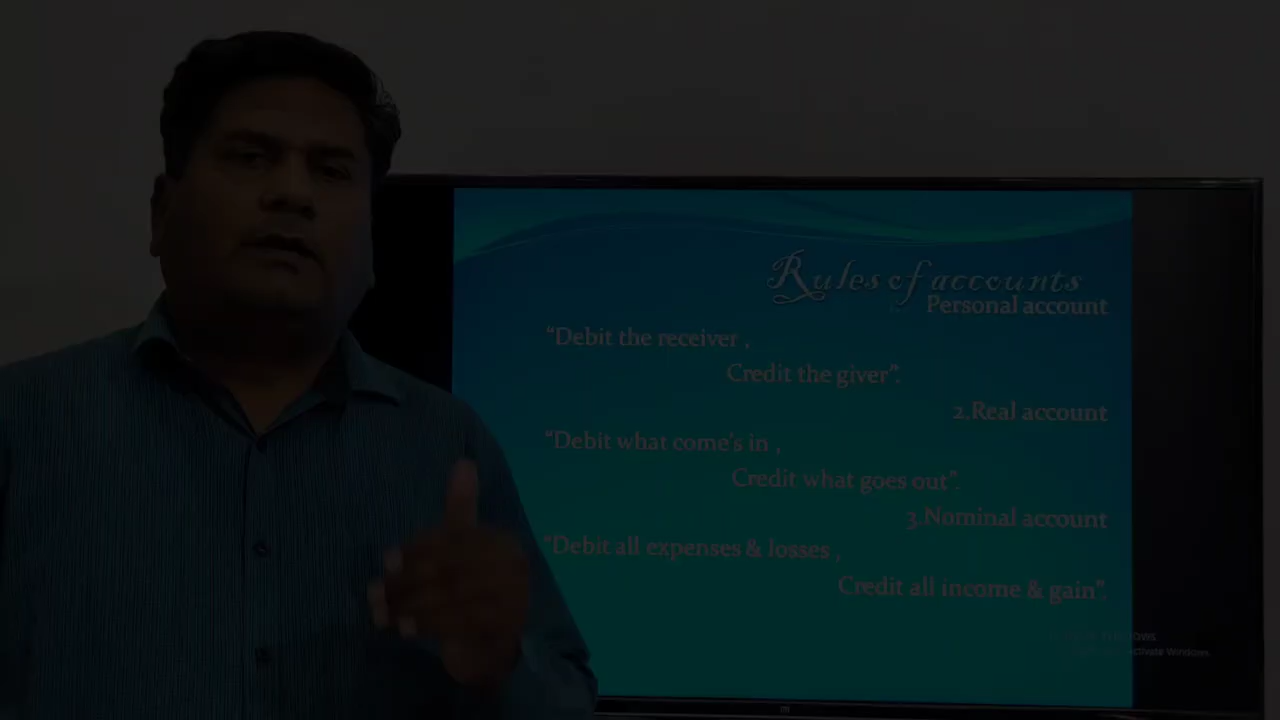 Rules of accounts
Personal account
“Debit the receiver ,
Credit the giver”.
2.Real account
“Debit what come's in ,
Credit what goes out”.
3.Nominal account
“Debit all expenses & losses ,
Credit all income & gain”.
Windows.